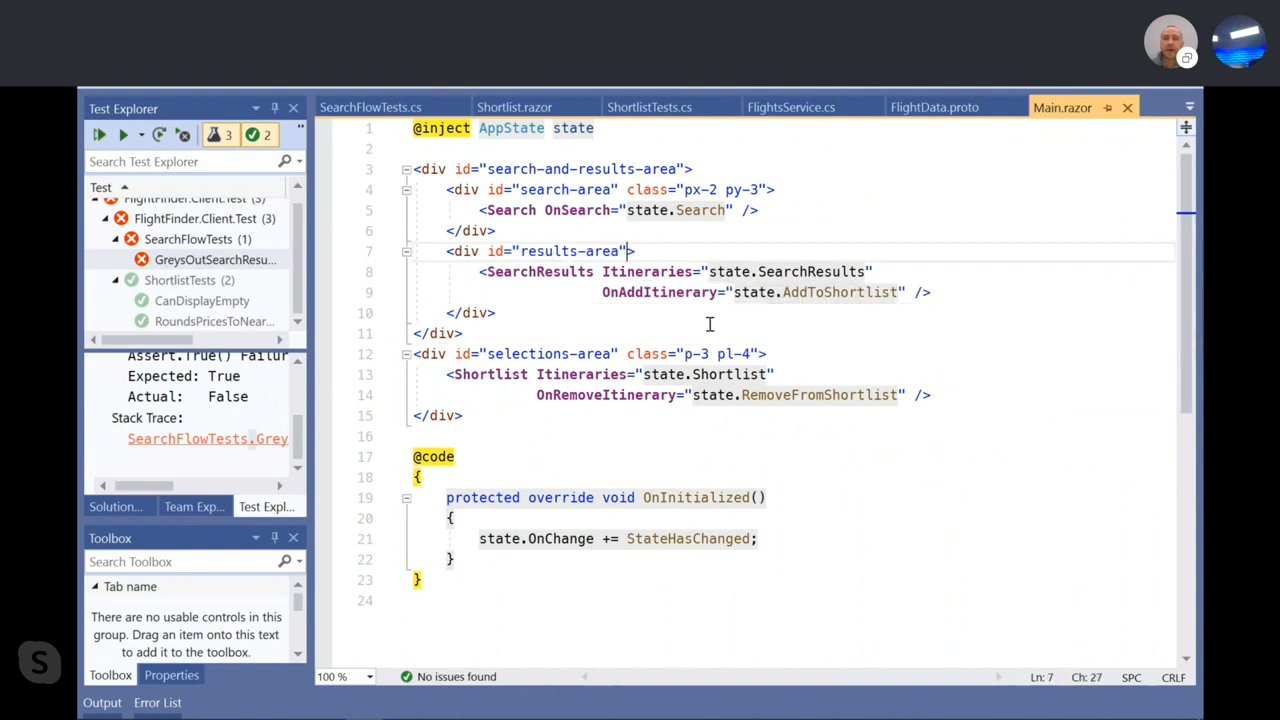 Test Explorer
3
2
Search Test Explorer
Test
FlightFinder.Client.Test (3)
FlightFinder.Client.Test (3)
SearchFlowTests (1)
GreysOutSearchResu...
ShortlistTests (2)
CanDisplayEmpty
RoundsPricesToNear...
Assert.True() Failur
Expected: True
Actual: False
Stack Trace:
SearchFlowTests.Grey
Solution... Team Exp... Test Expl...
Toolbox
Search Toolbox
Tab name
There are no usable controls in this
group. Drag an item onto this text
to add it to the toolbox.
Toolbox Properties
Output Error List
S
SearchFlowTests.cs Shortlist.razor ShortlistTests.cs FlightsService.cs FlightData.proto Main.razor
1 @inject AppState state
2
3 <div id="search-and-results-area">
4 <div id="search-area" class="px-2 py-3">
5 <Search OnSearch="state.Search" />
6 </div>
7 <div id="results-area">
8 <SearchResults Itineraries="state.SearchResults"
9 OnAddItinerary="state.AddToShortlist" />
10 </div>
11 </div>
12 <div id="selections-area" class="p-3 pl-4">
13 <Shortlist Itineraries="state.Shortlist"
14 OnRemoveItinerary="state.RemoveFromShortlist" />
15 </div>
16
17 @code
18 {
19 protected override void OnInitialized()
20 {
21 state.OnChange += StateHasChanged;
22 }
23 }
24
100 % No issues found Ln: 7 Ch: 27 SPC CRLF